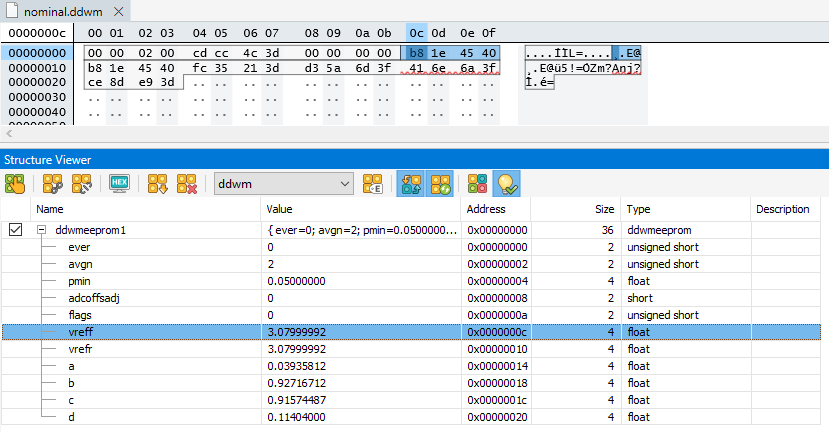 nominal.ddwm ×
0000000c 00 01 02 03 04 05 06 07 08 09 0a 0b 0c 0d 0e 0f
00000000 00 00 02 00 cd cc 4c 3d 00 00 00 00 b8 1e 45 40 ....ÍÌL=....¸.E@
00000010 b8 1e 45 40 fc 35 21 3d d3 5a 6d 3f 41 6e 6a 3f ¸.E@ü5!=ÓZm?Anj?
00000020 ce 8d e9 3d .. .. .. .. .. .. .. .. .. .. .. .. Î.é=
00000030 .. .. .. .. .. .. .. .. .. .. .. .. .. .. .. ..
00000040 .. .. .. .. .. .. .. .. .. .. .. .. .. .. .. ..
Structure Viewer
HEX ddwm E
Name Value Address Size Type Description
ddwmeeprom1 { ever=0; avgn=2; pmin=0.0500000... 0x00000000 36 ddwmeeprom
ever 0 0x00000000 2 unsigned short
avgn 2 0x00000002 2 unsigned short
pmin 0.05000000 0x00000004 4 float
adcoffsadj 0 0x00000008 2 short
flags 0 0x0000000a 2 unsigned short
vreff 3.07999992 0x0000000c 4 float
vrefr 3.07999992 0x00000010 4 float
a 0.03935812 0x00000014 4 float
b 0.92716712 0x00000018 4 float
c 0.91574487 0x0000001c 4 float
d 0.11404000 0x00000020 4 float